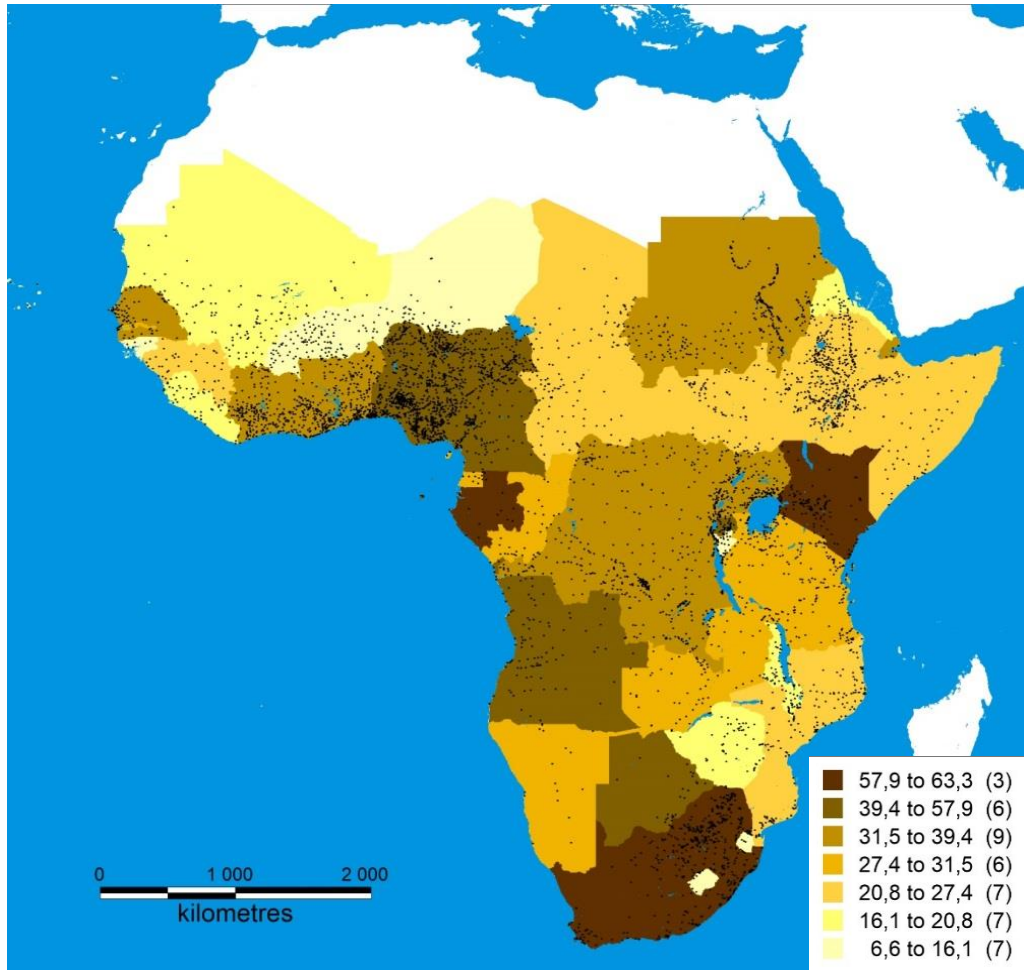 0 1 000 2 000
kilometres
57,9 to 63,3 (3)
39,4 to 57,9 (6)
31,5 to 39,4 (9)
27,4 to 31,5 (6)
20,8 to 27,4 (7)
16,1 to 20,8 (7)
6,6 to 16,1 (7)